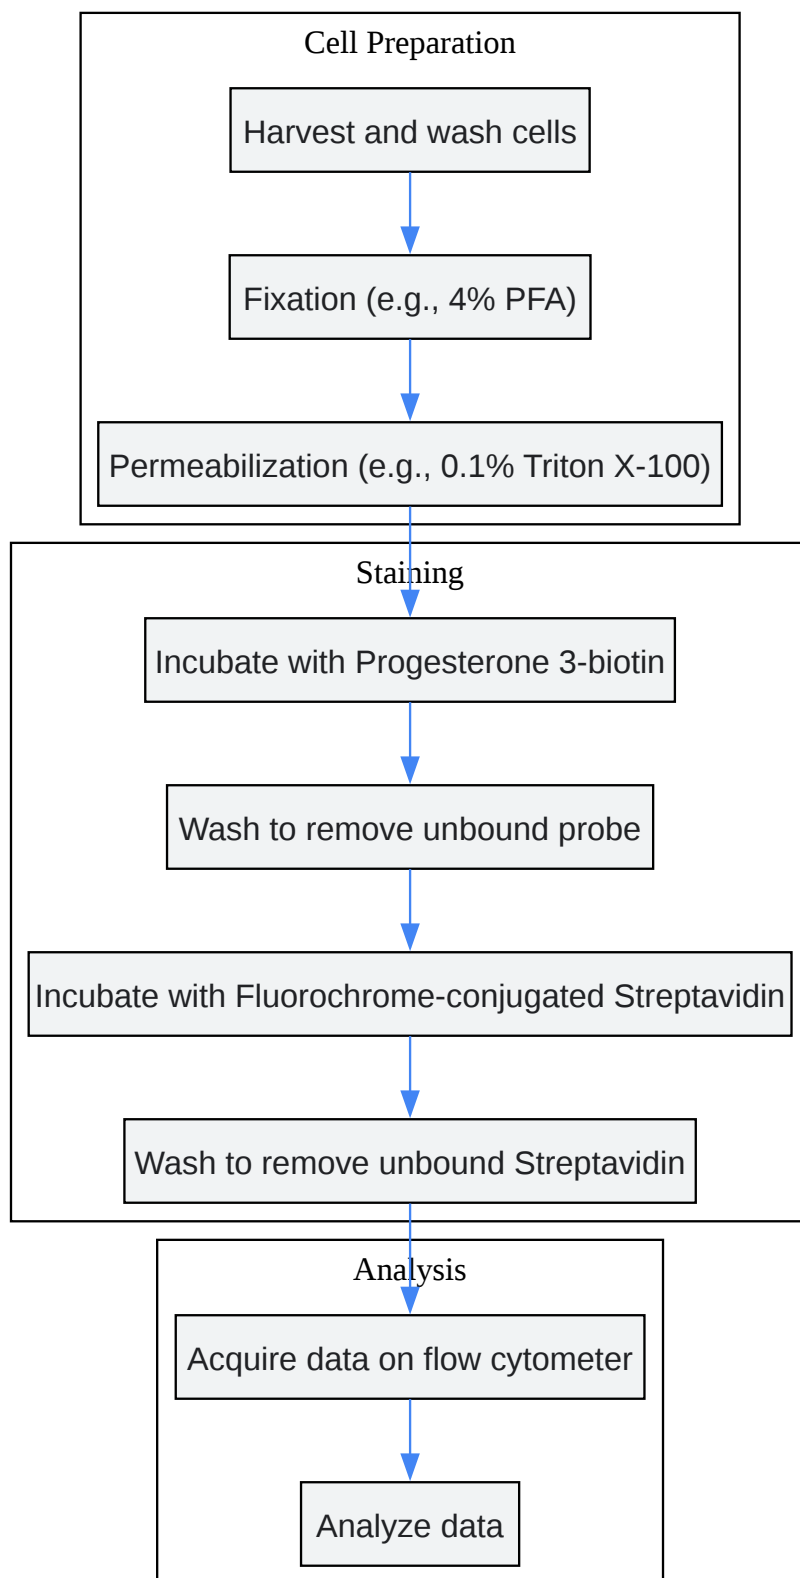 Cell Preparation
Harvest and wash cells
Fixation (e.g., 4% PFA)
Permeabilization (e.g., 0.1% Triton X-100)
Staining
Incubate with Progesterone 3-biotin
Wash to remove unbound probe
Incubate with Fluorochrome-conjugated Streptavidin
Wash to remove unbound Streptavidin
Analysis
Acquire data on flow cytometer
Analyze data